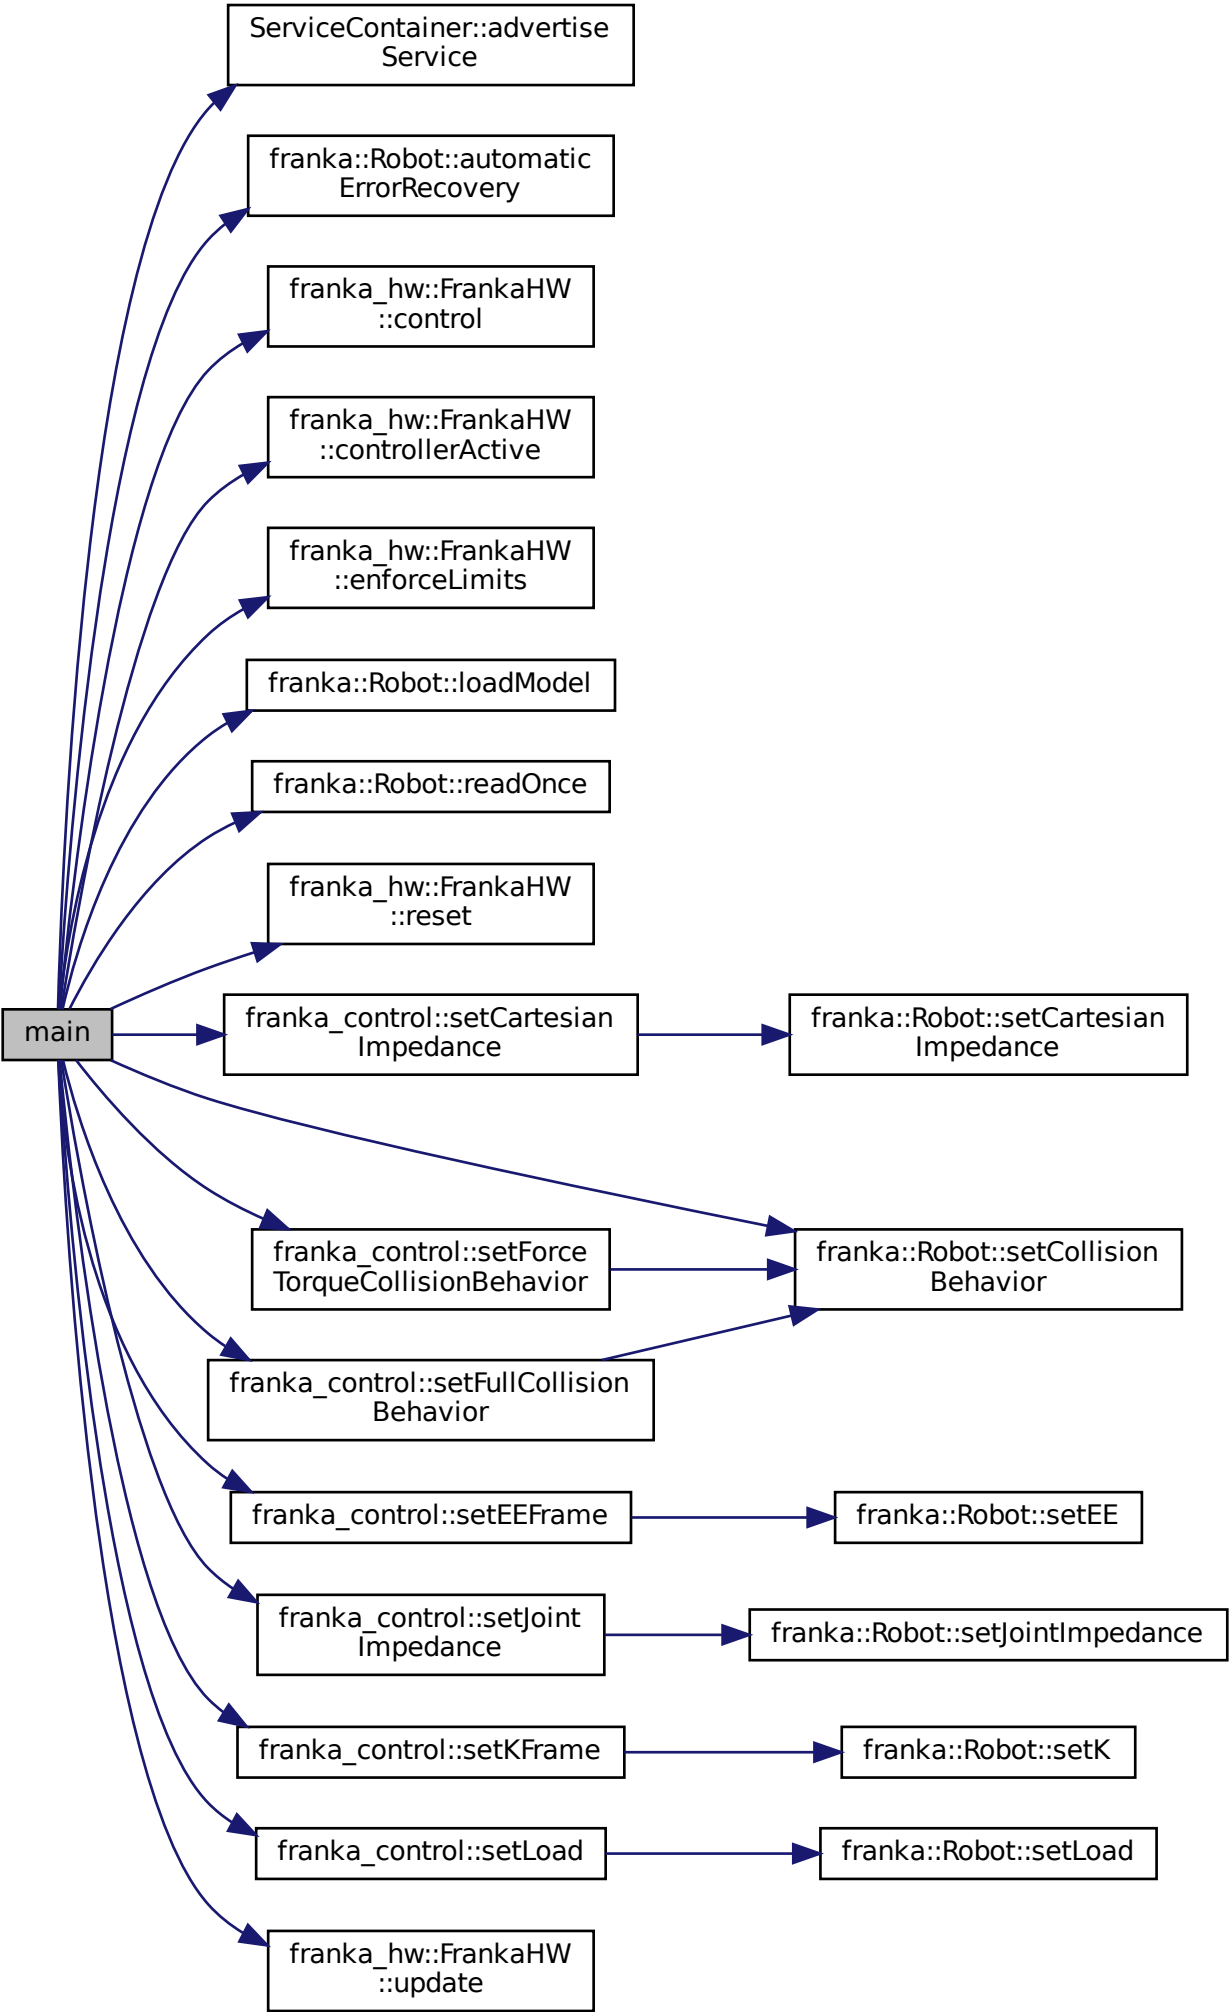 ServiceContainer::advertise
Service
franka::Robot::automatic
ErrorRecovery
franka_hw::FrankaHW
::control
franka_hw::FrankaHW
::controllerActive
franka_hw::FrankaHW
::enforceLimits
franka::Robot::loadModel
franka::Robot::readOnce
franka_hw::FrankaHW
::reset
main
franka_control::setCartesian
Impedance
franka::Robot::setCartesian
Impedance
franka_control::setForce
TorqueCollisionBehavior
franka::Robot::setCollision
Behavior
franka_control::setFullCollision
Behavior
franka_control::setEEFrame
franka::Robot::setEE
franka_control::setJoint
Impedance
franka::Robot::setJointImpedance
franka_control::setKFrame
franka::Robot::setK
franka_control::setLoad
franka::Robot::setLoad
franka_hw::FrankaHW
::update